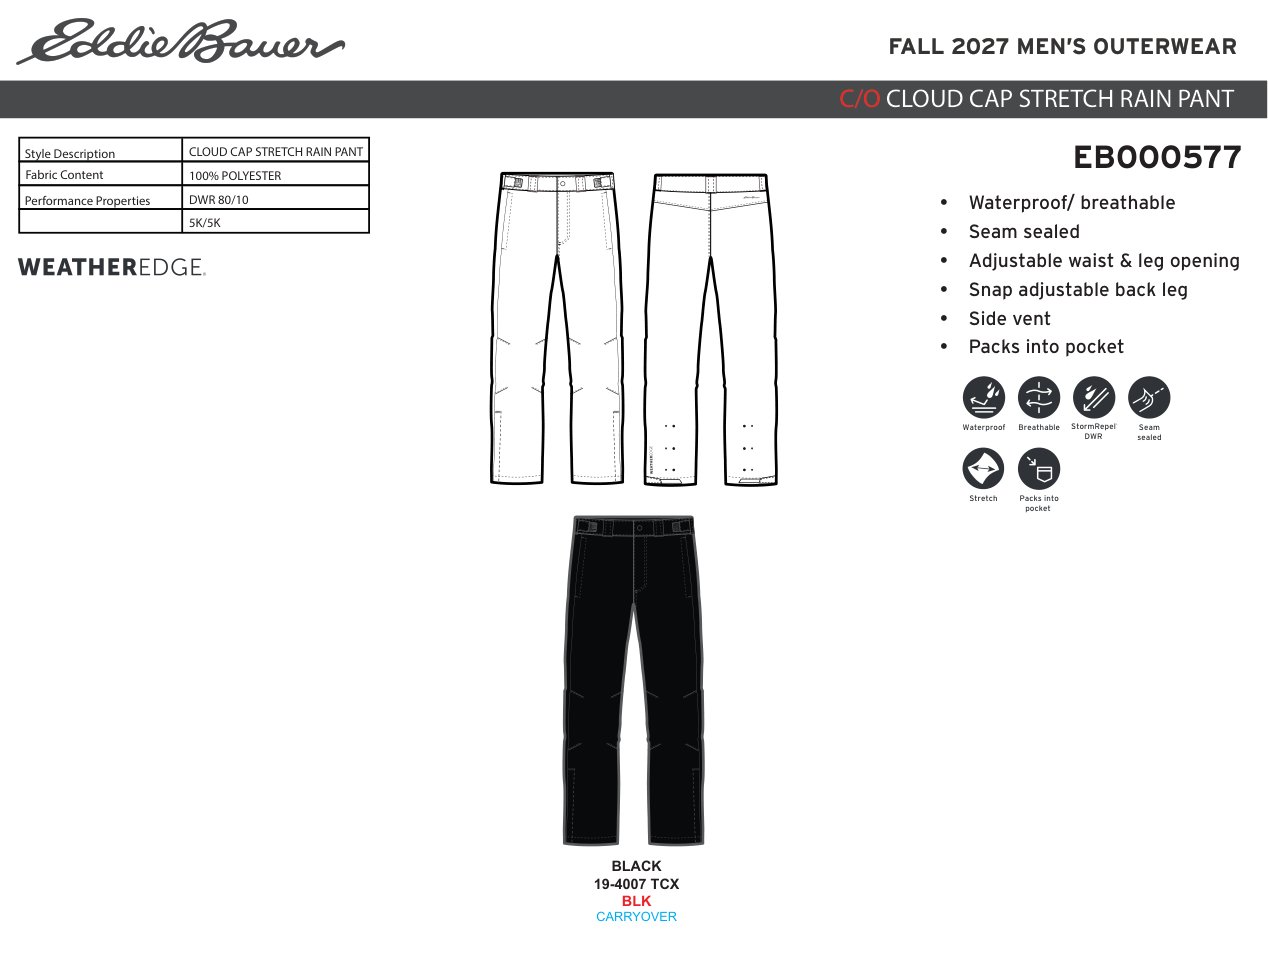 Eddie Bauer
FALL 2027 MEN'S OUTERWEAR
C/O CLOUD CAP STRETCH RAIN PANT
Style Description CLOUD CAP STRETCH RAIN PANT
Fabric Content 100% POLYESTER
Performance Properties DWR 80/10
5K/5K
WEATHEREDGE®
EB000577
• Waterproof/ breathable
• Seam sealed
• Adjustable waist & leg opening
• Snap adjustable back leg
• Side vent
• Packs into pocket
Waterproof
Breathable
StormRepel
DWR
Seam
sealed
Stretch
Packs into
pocket
WEATHEREDGE
BLACK
19-4007 TCX
BLK
CARRYOVER